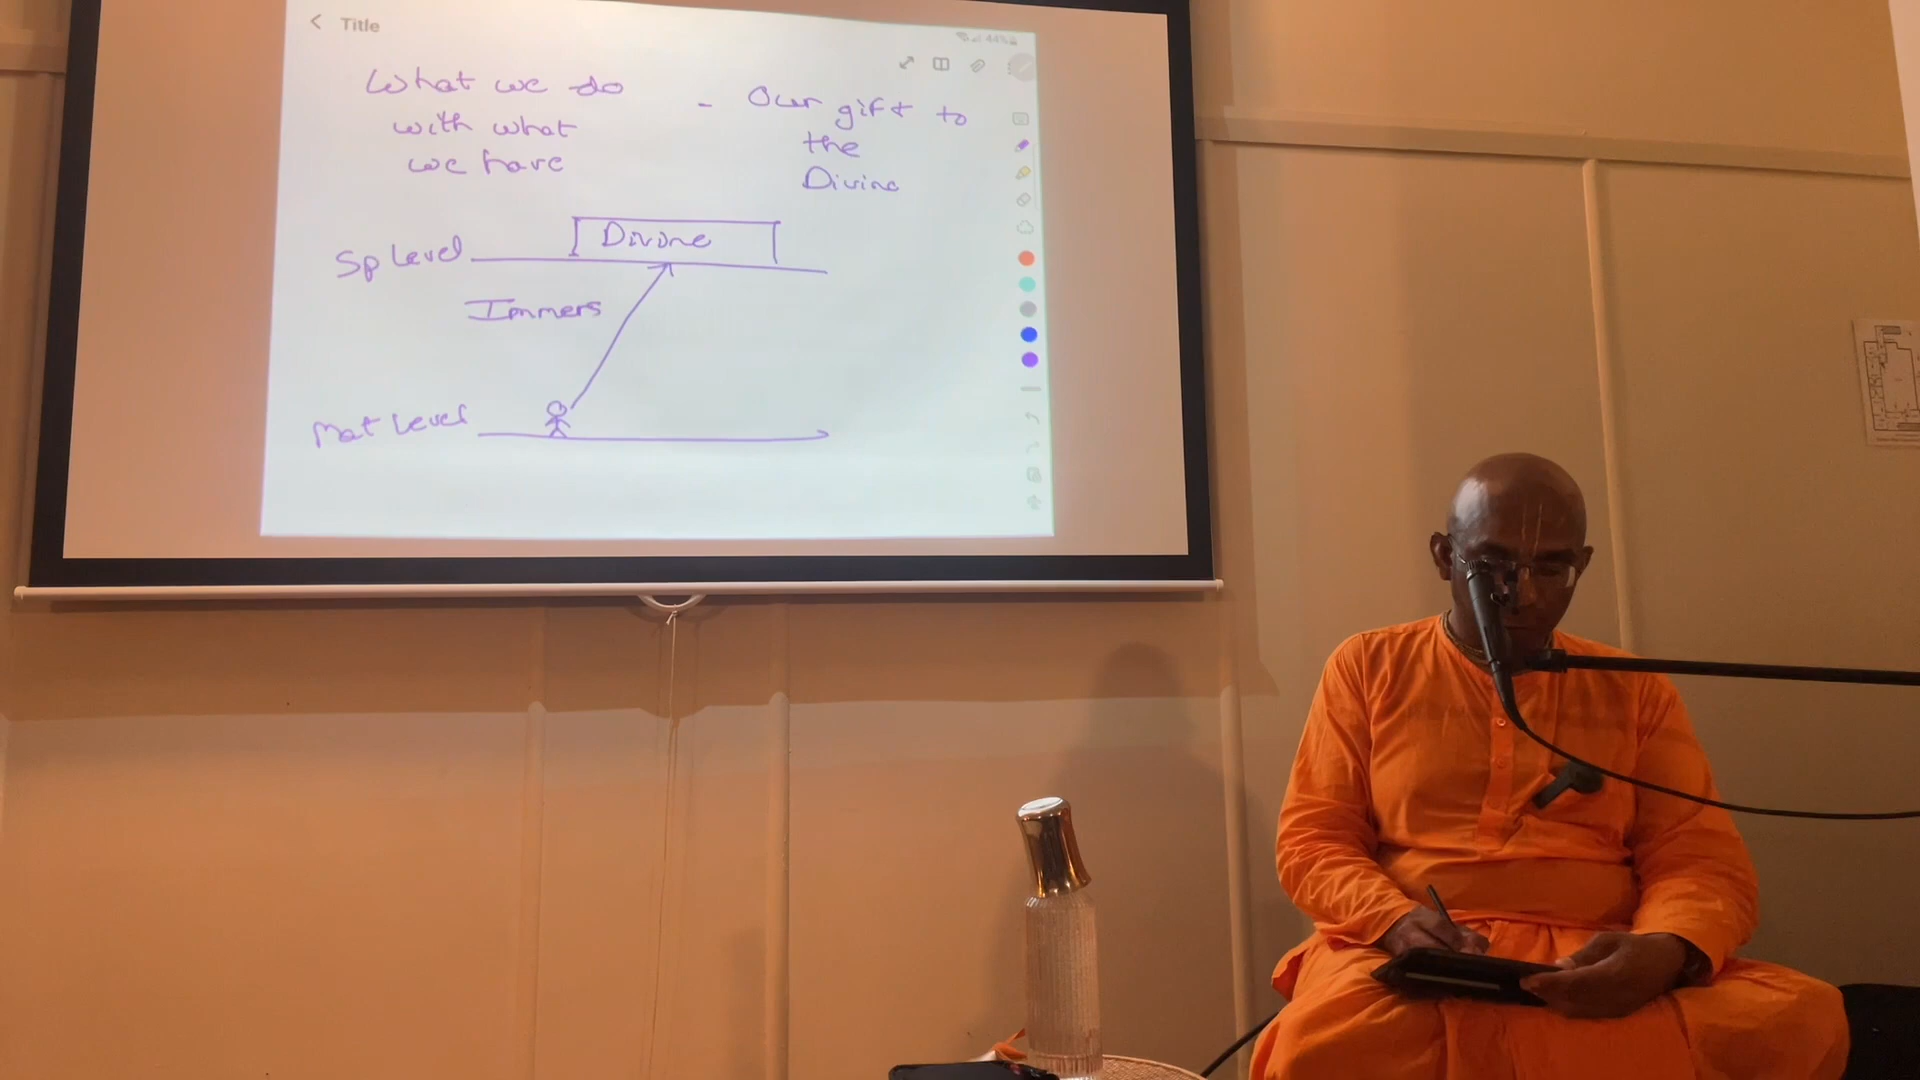 Title
44%
What we do
with what
we have
- Our gift to
the
Divine
Divine
Sp Level
Immers
Mat Level